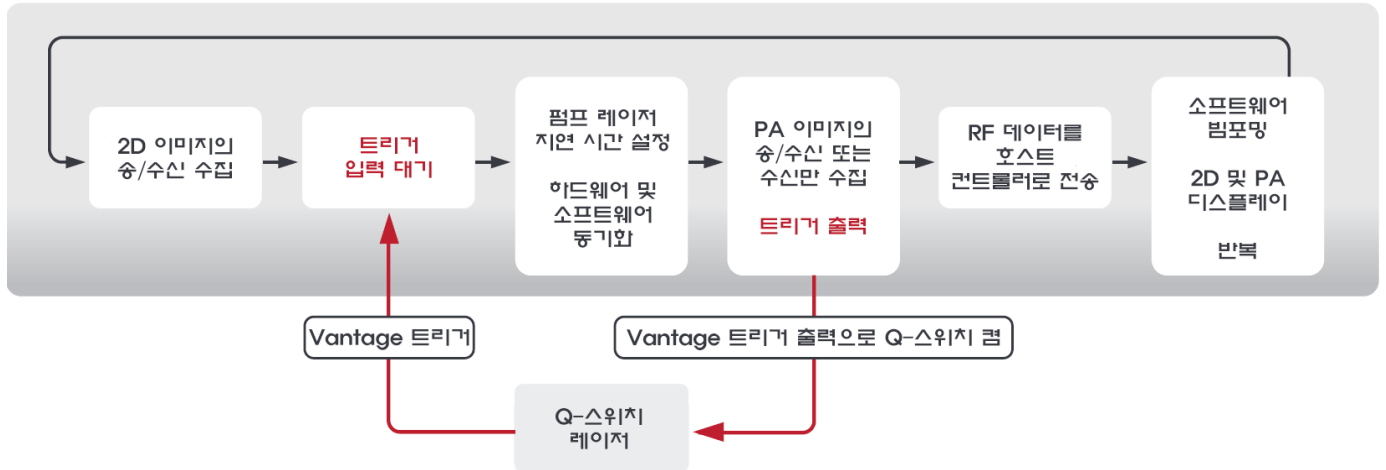 2D 이미지의
송/수신 수집
트리거
입력 대기
펌프 레이저
지연 시간 설정
하드웨어 및
소프트웨어
동기화
PA 이미지의
송/수신 또는
수신만 수집
트리거 출력
RF 데이터를
호스트
컨트롤러로 전송
소프트웨어
빔포밍
2D 및 PA
디스플레이
반복
Vantage 트리거
Vantage 트리거 출력으로 Q-스위치 켬
Q-스위치
레이저